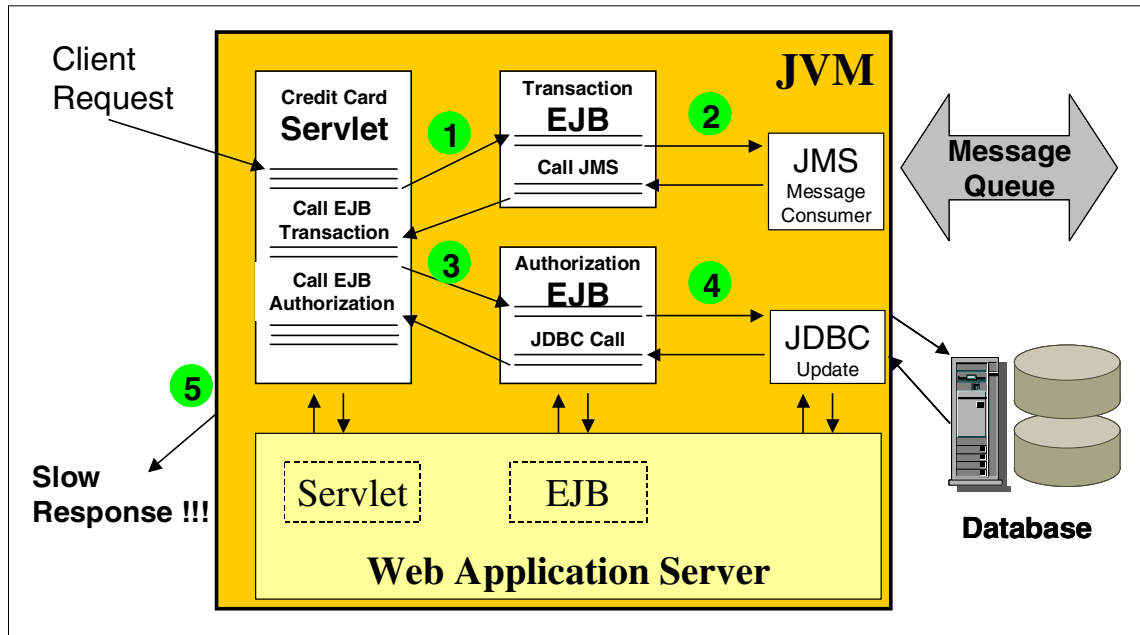 Client
Request
Credit Card
Servlet
Call EJB
Transaction
Call EJB
Authorization
1
Transaction
EJB
Call JMS
2
JVM
JMS
Message
Consumer
Message
Queue
3
Authorization
EJB
JDBC Call
4
JDBC
Update
5
Slow
Response !!!
Servlet
EJB
Web Application Server
Database